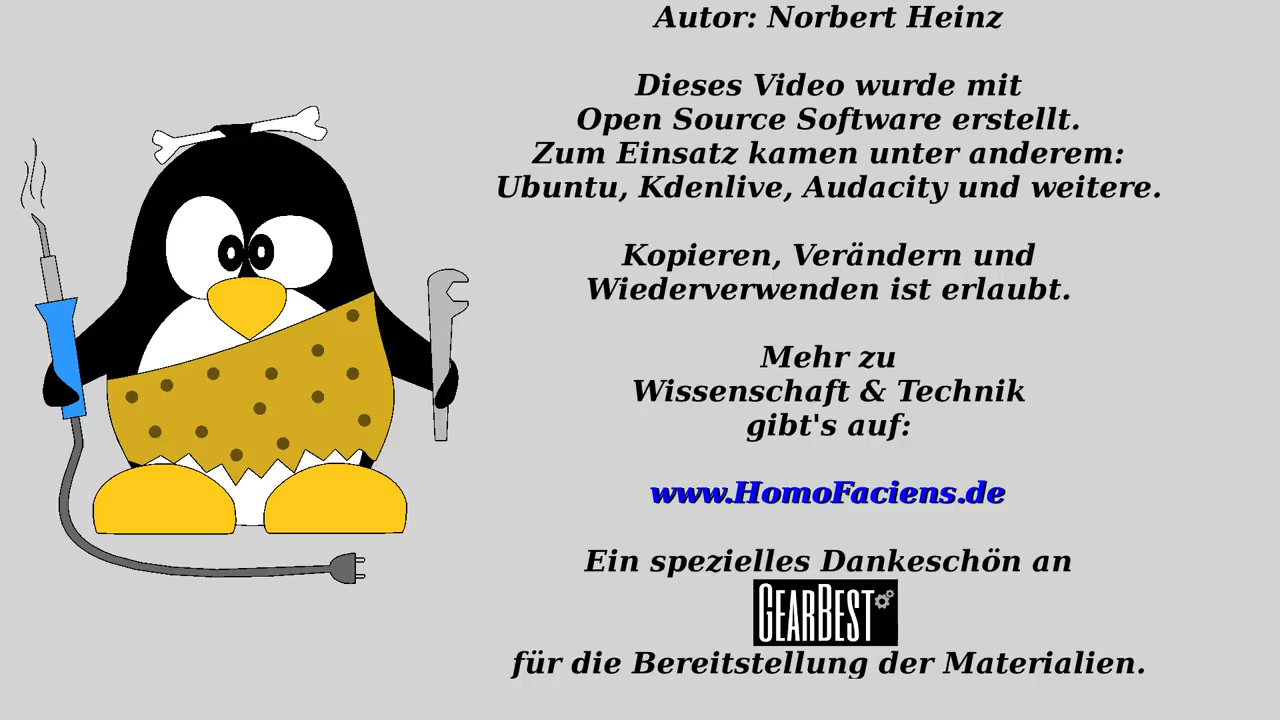 Autor: Norbert Heinz
Dieses Video wurde mit
Open Source Software erstellt.
Zum Einsatz kamen unter anderem:
Ubuntu, Kdenlive, Audacity und weitere.
Kopieren, Verändern und
Wiederverwenden ist erlaubt.
Mehr zu
Wissenschaft & Technik
gibt's auf:
www.HomoFaciens.de
Ein spezielles Dankeschön an
GEARBEST
für die Bereitstellung der Materialien.